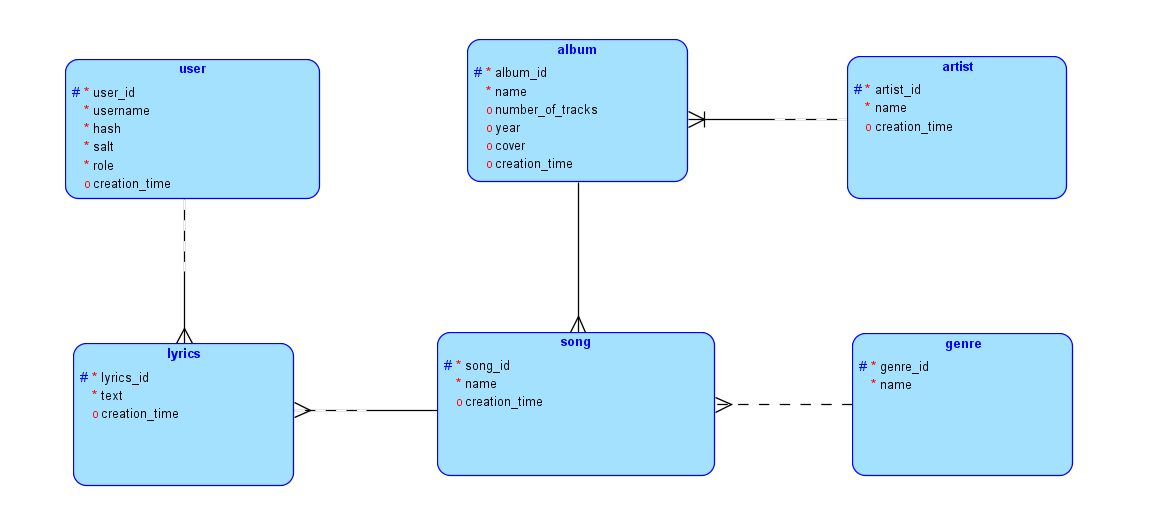 user
# * user_id
* username
* hash
* salt
* role
o creation_time
album
# * album_id
* name
o number_of_tracks
o year
o cover
o creation_time
artist
# * artist_id
* name
o creation_time
lyrics
# * lyrics_id
* text
o creation_time
song
# * song_id
* name
o creation_time
genre
# * genre_id
* name